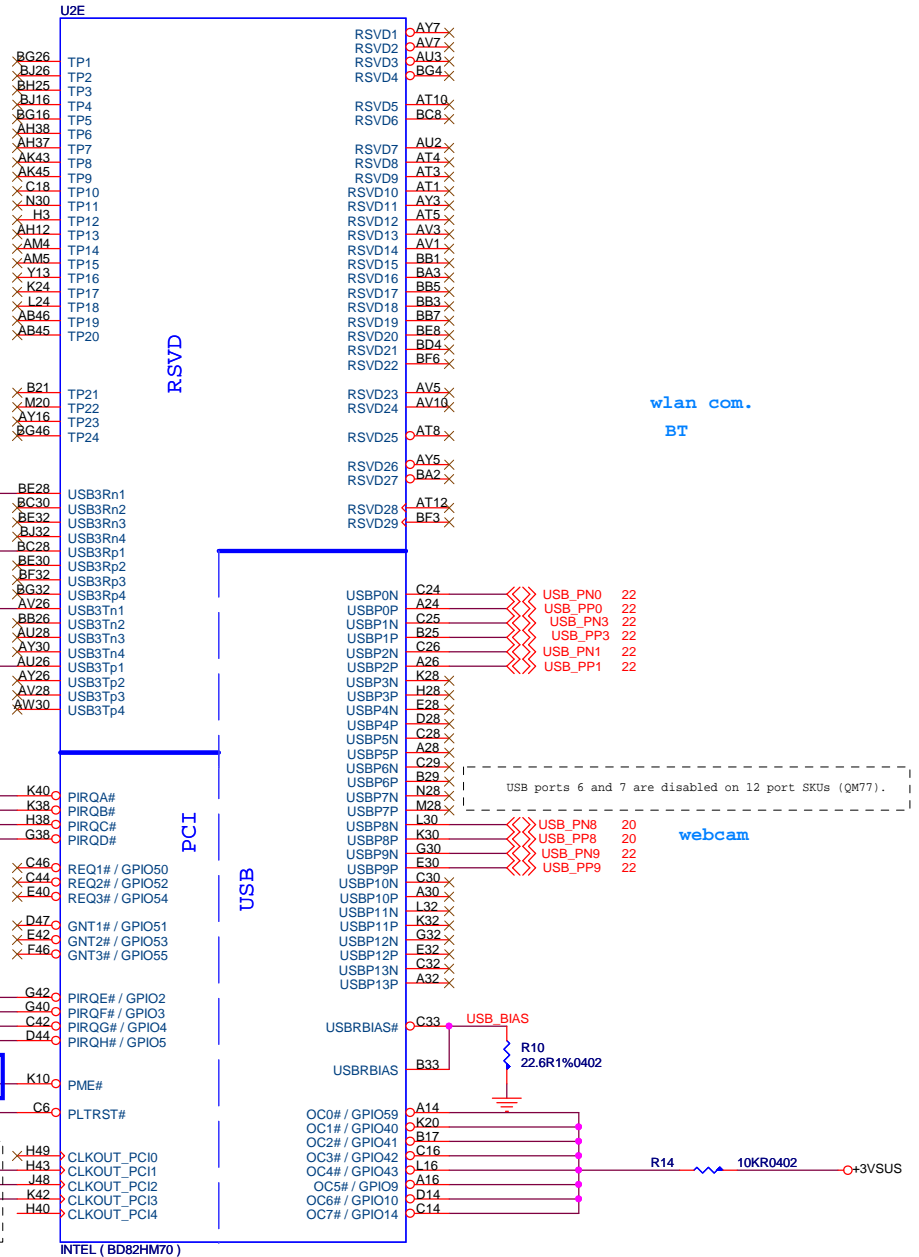 U2E
BG26 TP1
BJ26 TP2
BH25 TP3
BJ16 TP4
BG16 TP5
AH38 TP6
AH37 TP7
AK43 TP8
AK45 TP9
C18 TP10
N30 TP11
H3 TP12
AH12 TP13
AM4 TP14
AM5 TP15
Y13 TP16
K24 TP17
L24 TP18
AB46 TP19
AB45 TP20
B21 TP21
M20 TP22
AY16 TP23
BG46 TP24
BE28 USB3Rn1
BC30 USB3Rn2
BE32 USB3Rn3
BJ32 USB3Rn4
BC28 USB3Rp1
BE30 USB3Rp2
BF32 USB3Rp3
BG32 USB3Rp4
AV26 USB3Tn1
BB26 USB3Tn2
AU28 USB3Tn3
AY30 USB3Tn4
AU26 USB3Tp1
AY26 USB3Tp2
AV28 USB3Tp3
AW30 USB3Tp4
K40 PIRQA#
K38 PIRQB#
H38 PIRQC#
G38 PIRQD#
C46 REQ1# / GPIO50
C44 REQ2# / GPIO52
E40 REQ3# / GPIO54
D47 GNT1# / GPIO51
E42 GNT2# / GPIO53
F46 GNT3# / GPIO55
G42 PIRQE# / GPIO2
G40 PIRQF# / GPIO3
C42 PIRQG# / GPIO4
D44 PIRQH# / GPIO5
K10 PME#
C6 PLTRST#
H49 CLKOUT_PCI0
H43 CLKOUT_PCI1
J48 CLKOUT_PCI2
K42 CLKOUT_PCI3
H40 CLKOUT_PCI4
RSVD
PCI
USB
RSVD1 AY7
RSVD2 AV7
RSVD3 AU3
RSVD4 BG4
RSVD5 AT10
RSVD6 BC8
RSVD7 AU2
RSVD8 AT4
RSVD9 AT3
RSVD10 AT1
RSVD11 AY3
RSVD12 AT5
RSVD13 AV3
RSVD14 AV1
RSVD15 BB1
RSVD16 BA3
RSVD17 BB5
RSVD18 BB3
RSVD19 BB7
RSVD20 BE8
RSVD21 BD4
RSVD22 BF6
RSVD23 AV5
RSVD24 AV10
RSVD25 AT8
RSVD26 AY5
RSVD27 BA2
RSVD28 AT12
RSVD29 BF3
wlan com.
BT
USBP0N C24 USB_PN0 22
USBP0P A24 USB_PP0 22
USBP1N C25 USB_PN3 22
USBP1P B25 USB_PP3 22
USBP2N C26 USB_PN1 22
USBP2P A26 USB_PP1 22
USBP3N K28
USBP3P H28
USBP4N E28
USBP4P D28
USBP5N C28
USBP5P A28
USBP6N C29
USBP6P B29
USBP7N N28
USBP7P M28
USB ports 6 and 7 are disabled on 12 port SKUs (QM77).
USBP8N L30 USB_PN8 20
USBP8P K30 USB_PP8 20
webcam
USBP9N G30 USB_PN9 22
USBP9P E30 USB_PP9 22
USBP10N C30
USBP10P A30
USBP11N L32
USBP11P K32
USBP12N G32
USBP12P E32
USBP13N C32
USBP13P A32
USBRBIAS# C33 USB_BIAS
R10
22.6R1%0402
USBRBIAS B33
OC0# / GPIO59 A14
OC1# / GPIO40 K20
OC2# / GPIO41 B17
OC3# / GPIO42 C16
OC4# / GPIO43 L16
R14 10KR0402 +3VSUS
OC5# / GPIO9 A16
OC6# / GPIO10 D14
OC7# / GPIO14 C14
INTEL ( BD82HM70 )